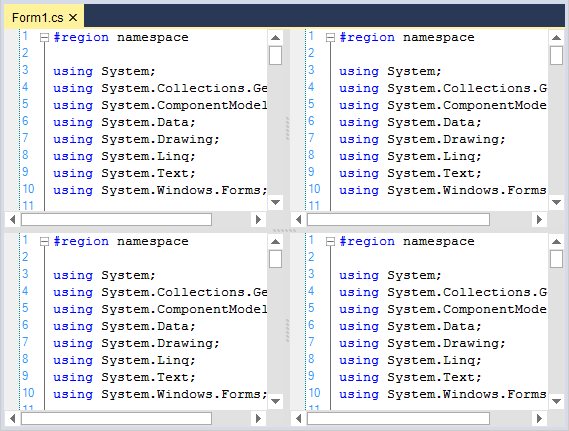 Form1.cs
1 #region namespace
2
3 using System;
4 using System.Collections.Ge
5 using System.ComponentModel
6 using System.Data;
7 using System.Drawing;
8 using System.Linq;
9 using System.Text;
10 using System.Windows.Forms;
11
1 #region namespace
2
3 using System;
4 using System.Collections.G
5 using System.ComponentMode
6 using System.Data;
7 using System.Drawing;
8 using System.Linq;
9 using System.Text;
10 using System.Windows.Forms
11
1 #region namespace
2
3 using System;
4 using System.Collections.Ge
5 using System.ComponentModel
6 using System.Data;
7 using System.Drawing;
8 using System.Linq;
9 using System.Text;
10 using System.Windows.Forms;
11
1 #region namespace
2
3 using System;
4 using System.Collections.G
5 using System.ComponentMode
6 using System.Data;
7 using System.Drawing;
8 using System.Linq;
9 using System.Text;
10 using System.Windows.Forms
11